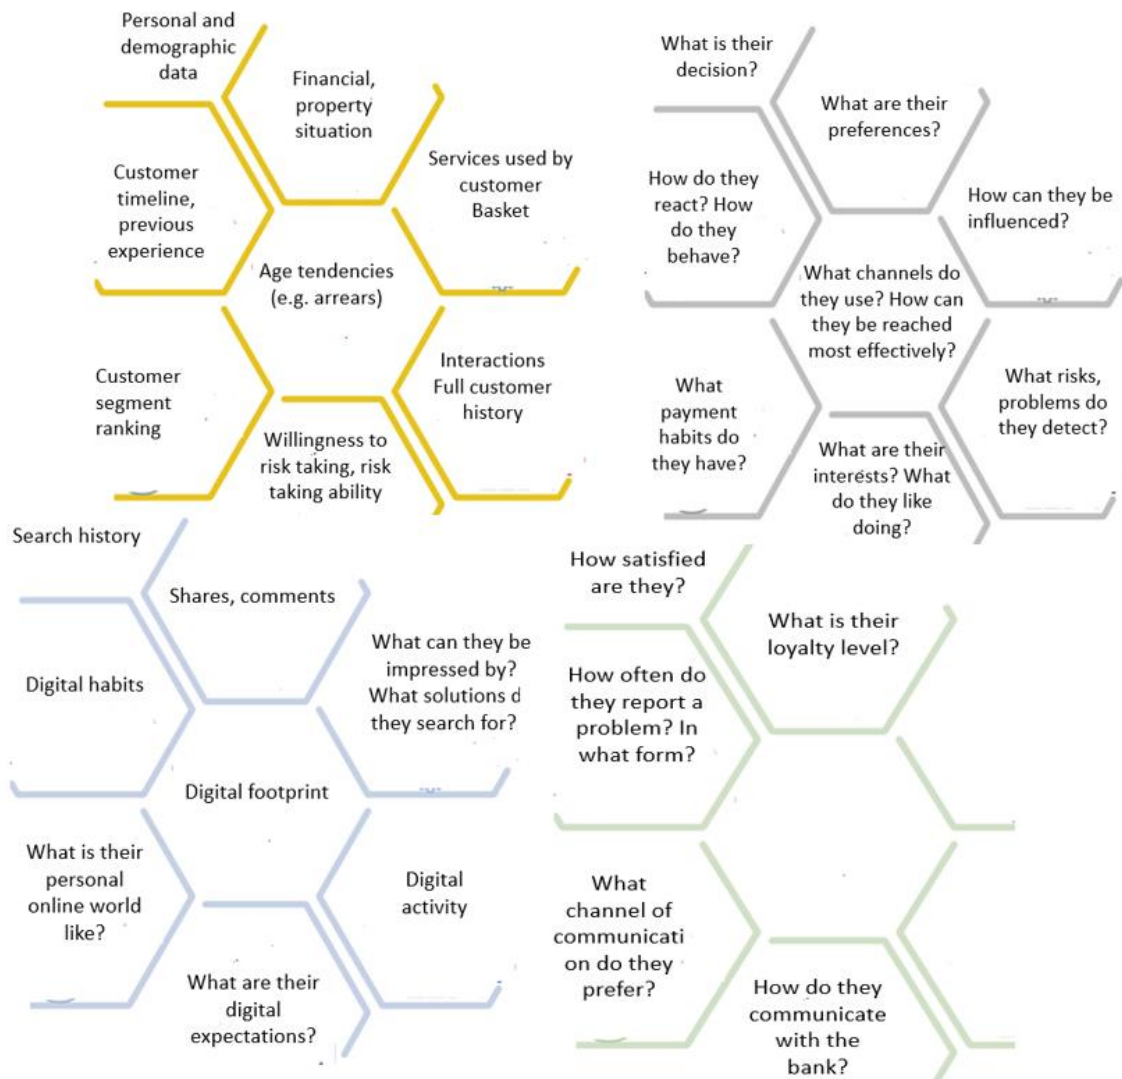 Personal and
demographic
data
Financial,
property
situation
Customer
timeline,
previous
experience
Services used by
customer
Basket
Age tendencies
(e.g. arrears)
Customer
segment
ranking
Interactions
Full customer
history
Willingness to
risk taking, risk
taking ability
What is their
decision?
What are their
preferences?
How do they
react? How
do they
behave?
How can they be
influenced?
What channels do
they use? How can
they be reached
most effectively?
What
payment
habits do
they have?
What risks,
problems do
they detect?
What are their
interests? What
do they like
doing?
Search history
Shares, comments
Digital habits
What can they be
impressed by?
What solutions d
they search for?
Digital footprint
What is their
personal
online world
like?
Digital
activity
What are their
digital
expectations?
How satisfied
are they?
What is their
loyalty level?
How often do
they report a
problem? In
what form?
What
channel of
communicati
on do they
prefer?
How do they
communicate
with the
bank?